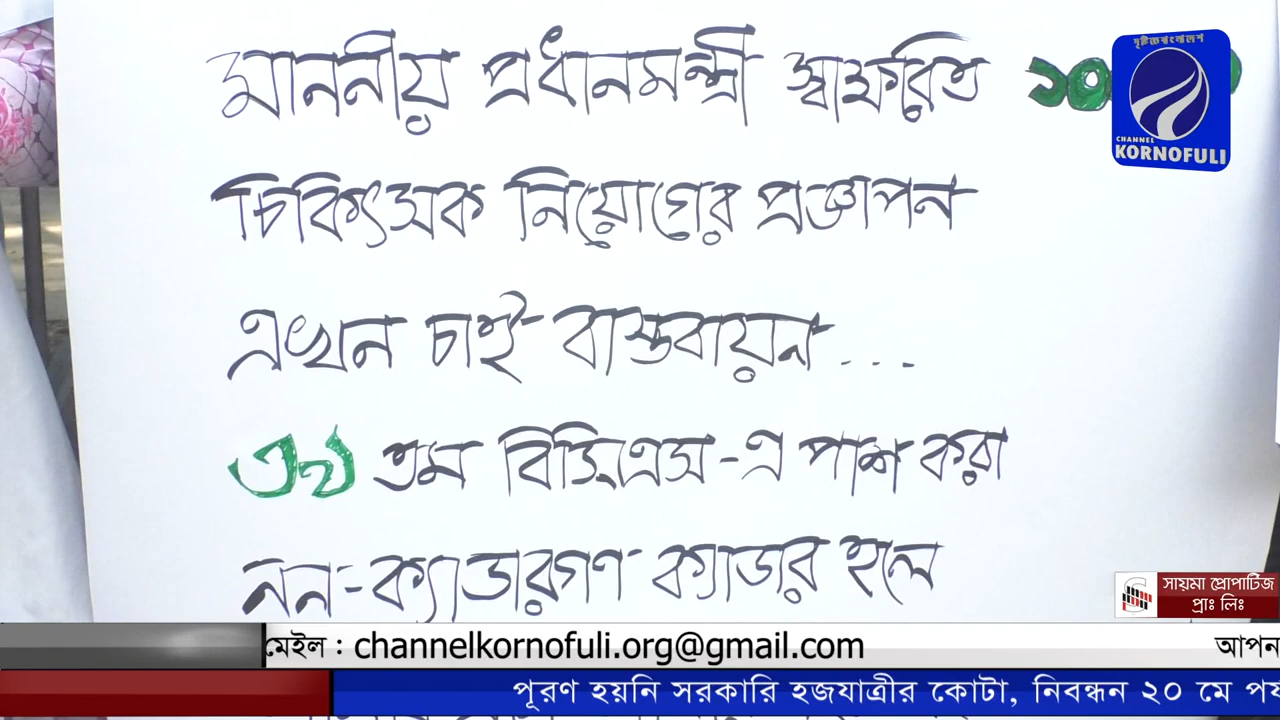 মাননীয় প্রধানমন্ত্রী স্বাক্ষরিত ১০
চিকিৎসক নিয়োগের প্রজ্ঞাপন
এখন চাই বাস্তবায়ন...
তম বিসিএস-এ পাশ করা
নন-ক্যাডারগণ ক্যাডার হলে
দৃষ্টিতে বাংলাদেশ
CHANNEL
KORNOFULI
সায়মা প্রোপার্টিজ
প্রাঃ লিঃ
মেইল : channelkornofuli.org@gmail.com আপন
পূরণ হয়নি সরকারি হজযাত্রীর কোটা, নিবন্ধন ২০ মে পর্য